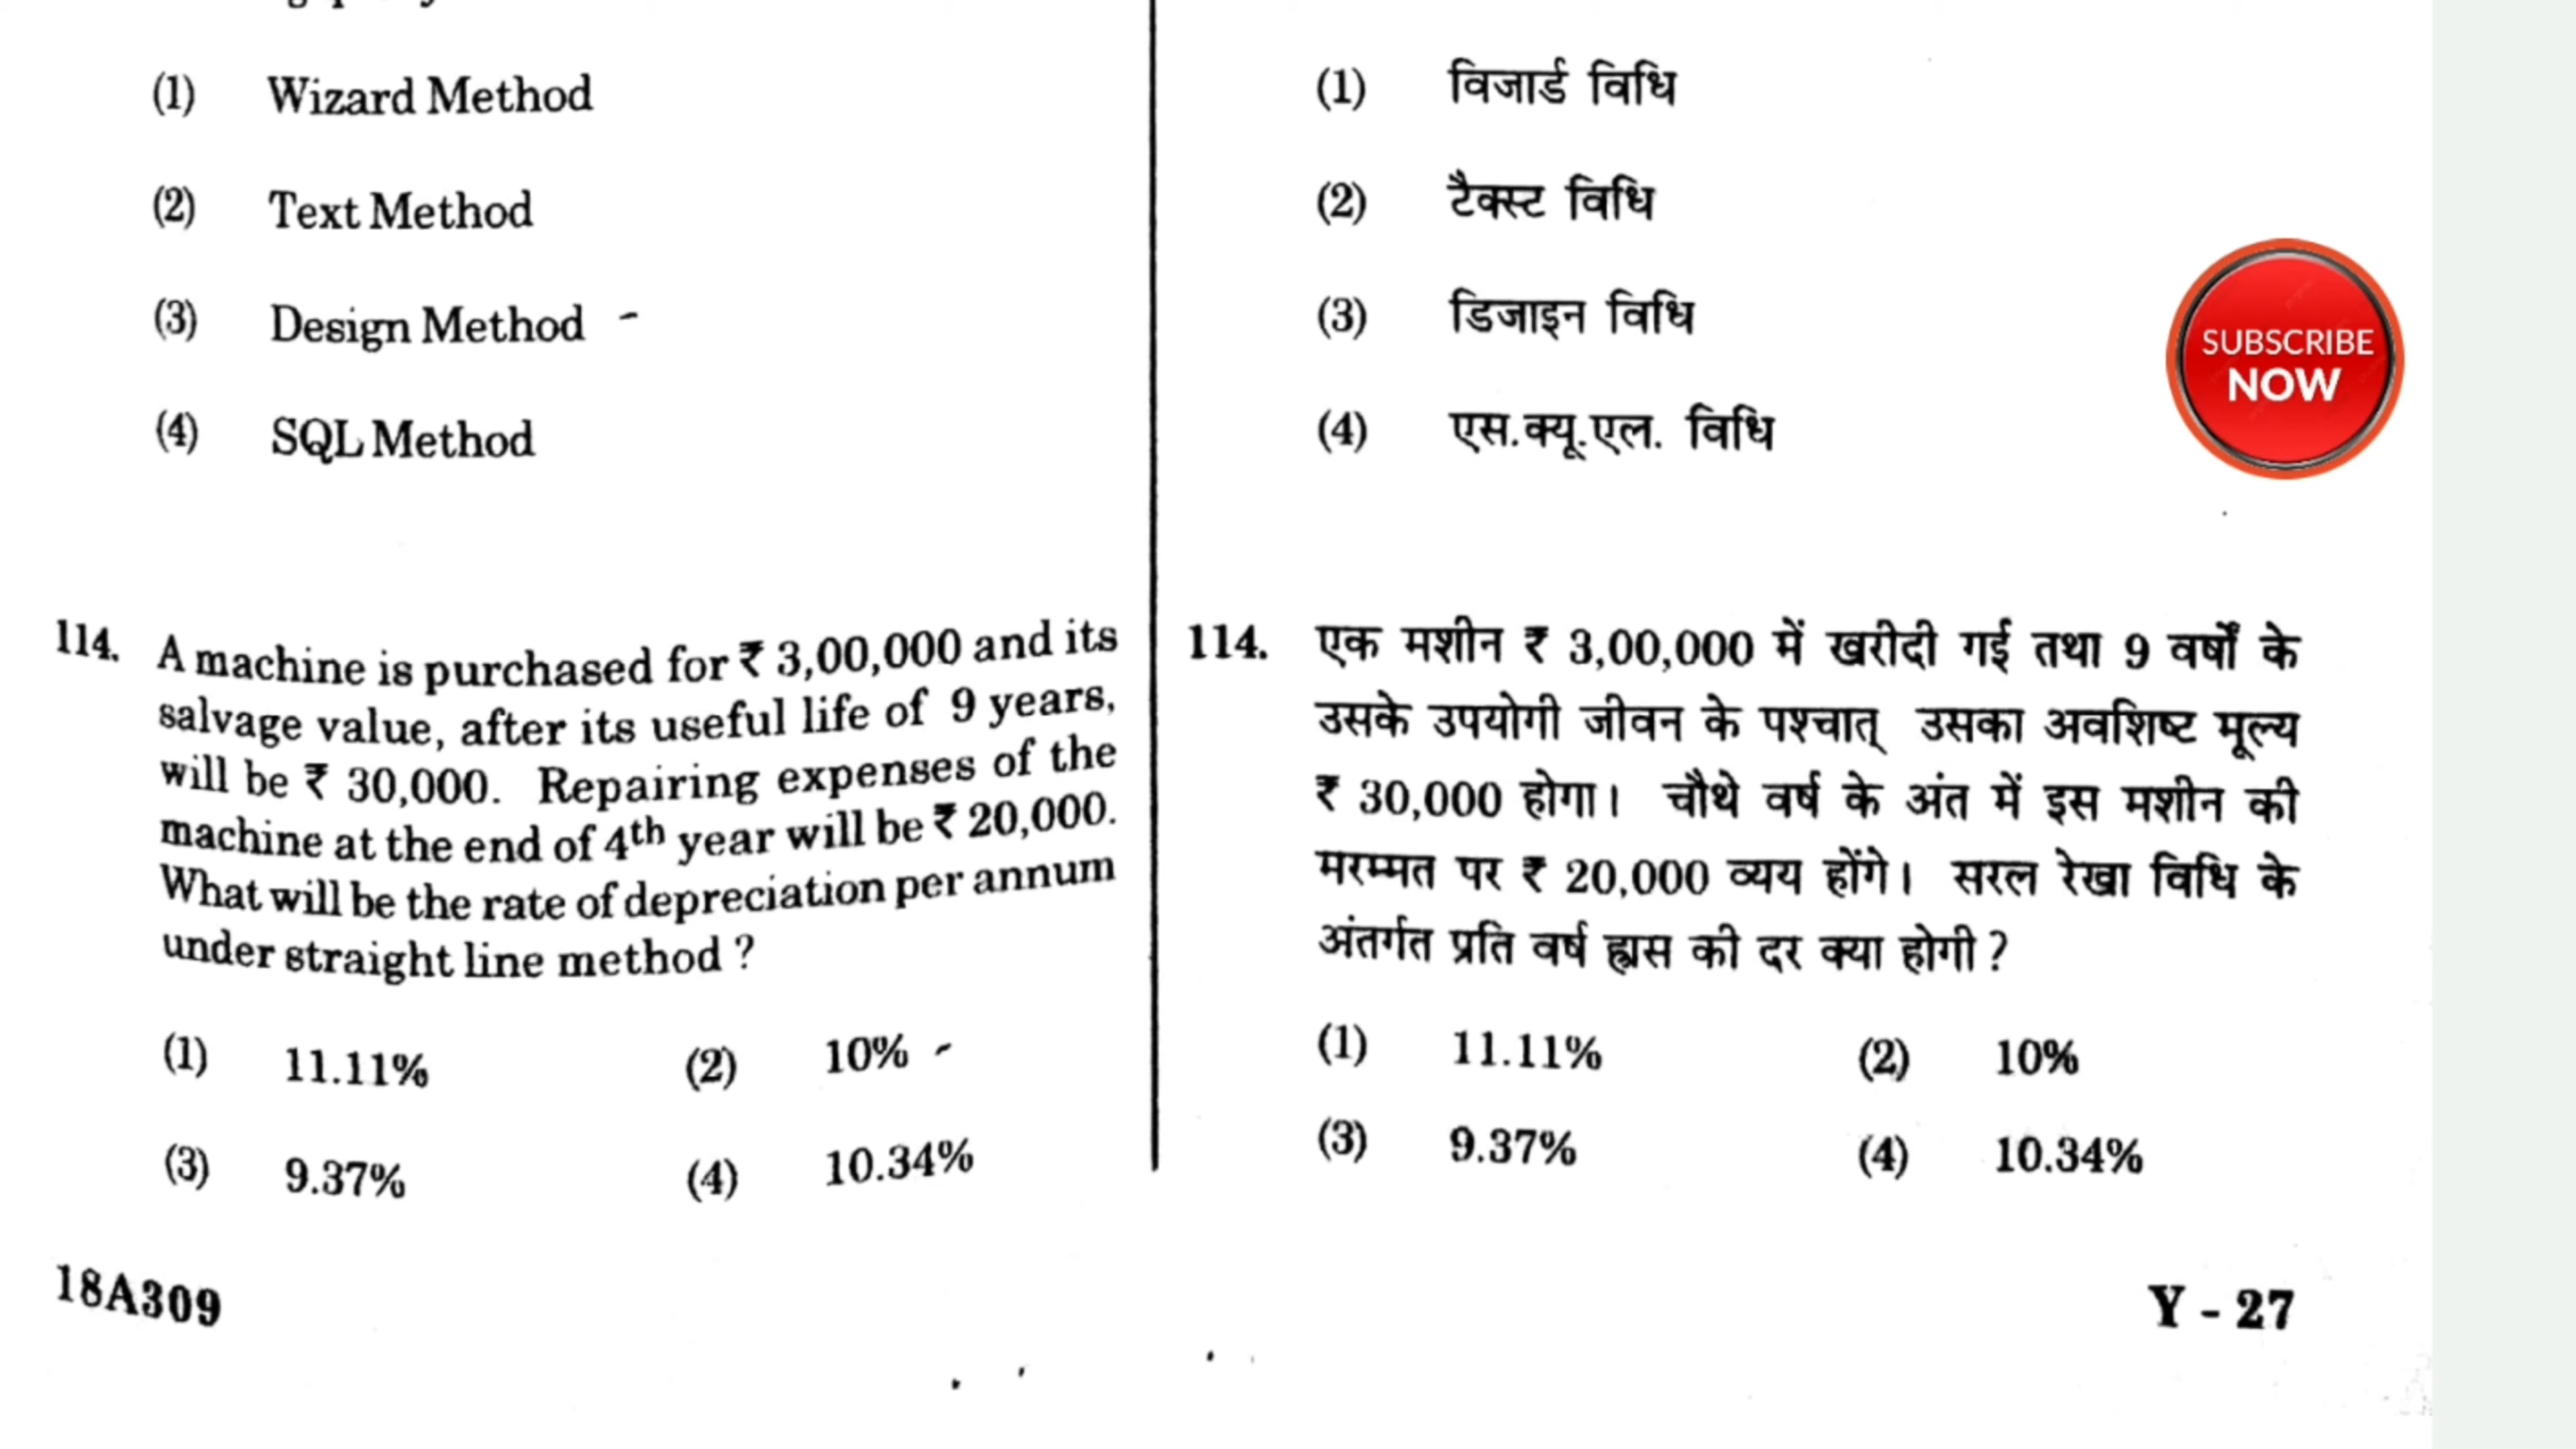 (1) Wizard Method
(2) Text Method
(3) Design Method
(4) SQL Method
114. A machine is purchased for ₹ 3,00,000 and its
salvage value, after its useful life of 9 years,
will be ₹ 30,000. Repairing expenses of the
machine at the end of 4th year will be ₹ 20,000.
What will be the rate of depreciation per annum
under straight line method ?
(1) 11.11% (2) 10%
(3) 9.37% (4) 10.34%
18A309
(1) विजार्ड विधि
(2) टैक्स्ट विधि
(3) डिजाइन विधि
(4) एस.क्यू.एल. विधि
SUBSCRIBE
NOW
114. एक मशीन ₹ 3,00,000 में खरीदी गई तथा 9 वर्षों के
उसके उपयोगी जीवन के पश्चात् उसका अवशिष्ट मूल्य
₹ 30,000 होगा। चौथे वर्ष के अंत में इस मशीन की
मरम्मत पर ₹ 20,000 व्यय होंगे। सरल रेखा विधि के
अंतर्गत प्रति वर्ष ह्रास की दर क्या होगी ?
(1) 11.11% (2) 10%
(3) 9.37% (4) 10.34%
Y - 27